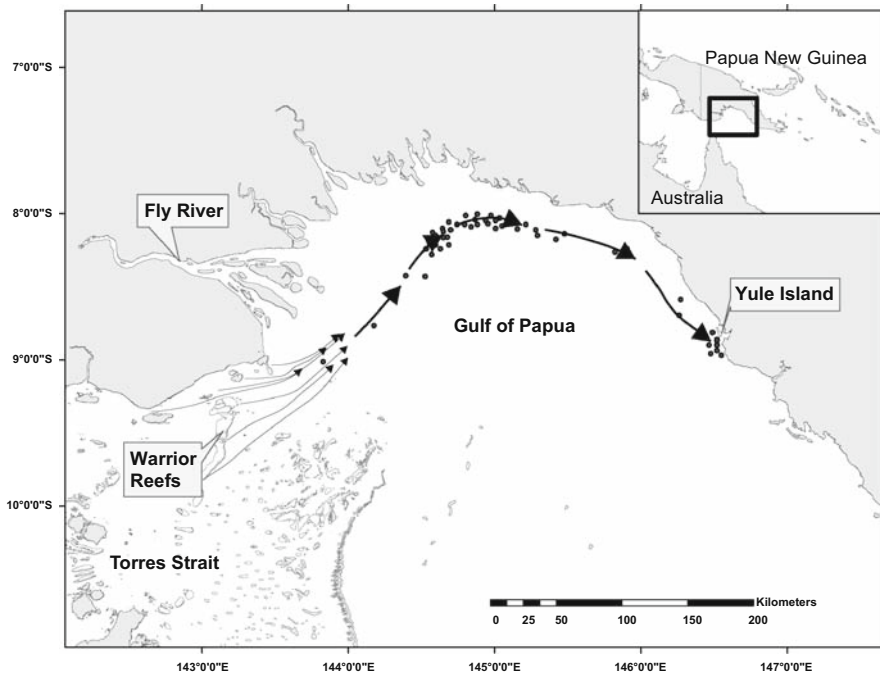 7°0'0"S
8°0'0"S
9°0'0"S
10°0'0"S
Papua New Guinea
Australia
Fly River
Yule Island
Gulf of Papua
Warrior
Reefs
Torres Strait
Kilometers
0 25 50 100 150 200
143°0'0"E 144°0'0"E 145°0'0"E 146°0'0"E 147°0'0"E